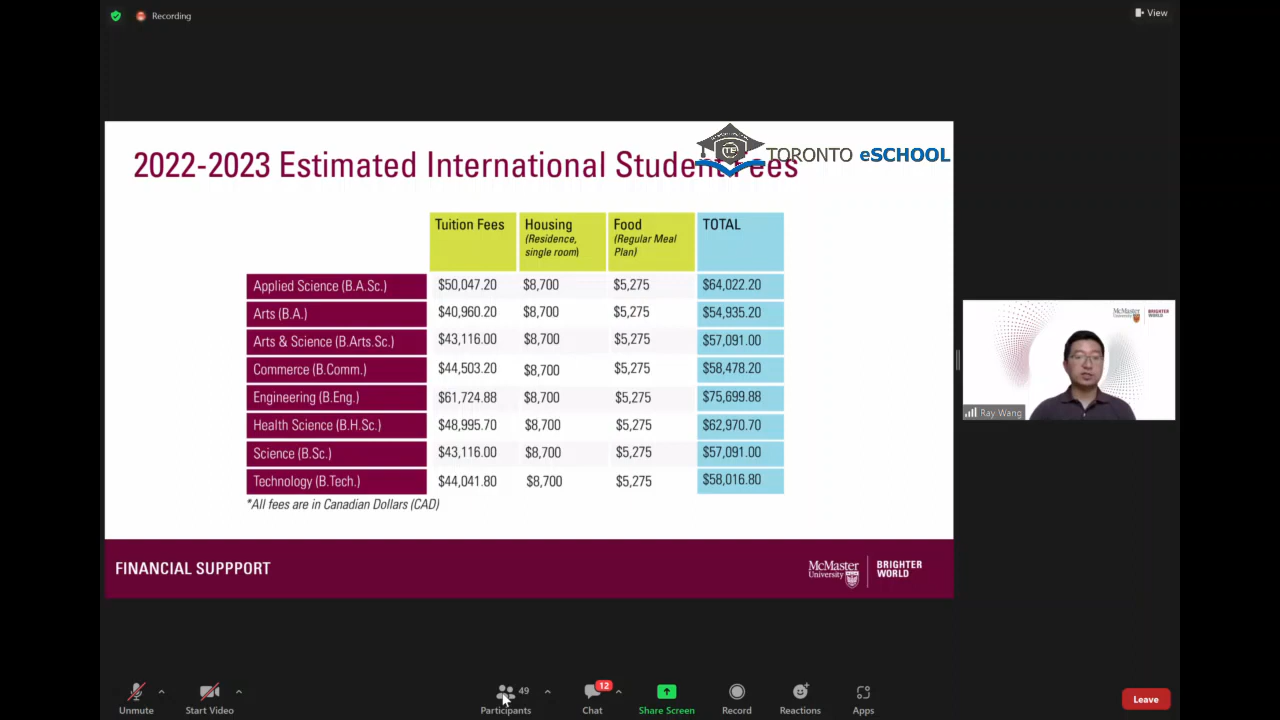 Recording
View
TORONTO eSCHOOL
2022-2023 Estimated International Student Fees
Tuition Fees Housing (Residence, single room) Food (Regular Meal Plan) TOTAL
Applied Science (B.A.Sc.) $50,047.20 $8,700 $5,275 $64,022.20
Arts (B.A.) $40,960.20 $8,700 $5,275 $54,935.20
Arts & Science (B.Arts.Sc.) $43,116.00 $8,700 $5,275 $57,091.00
Commerce (B.Comm.) $44,503.20 $8,700 $5,275 $58,478.20
Engineering (B.Eng.) $61,724.88 $8,700 $5,275 $75,699.88
Health Science (B.H.Sc.) $48,995.70 $8,700 $5,275 $62,970.70
Science (B.Sc.) $43,116.00 $8,700 $5,275 $57,091.00
Technology (B.Tech.) $44,041.80 $8,700 $5,275 $58,016.80
*All fees are in Canadian Dollars (CAD)
FINANCIAL SUPPPORT
McMaster University BRIGHTER WORLD
McMaster University BRIGHTER WORLD
Ray Wang
Unmute Start Video 49 Participants 12 Chat Share Screen Record Reactions Apps Leave